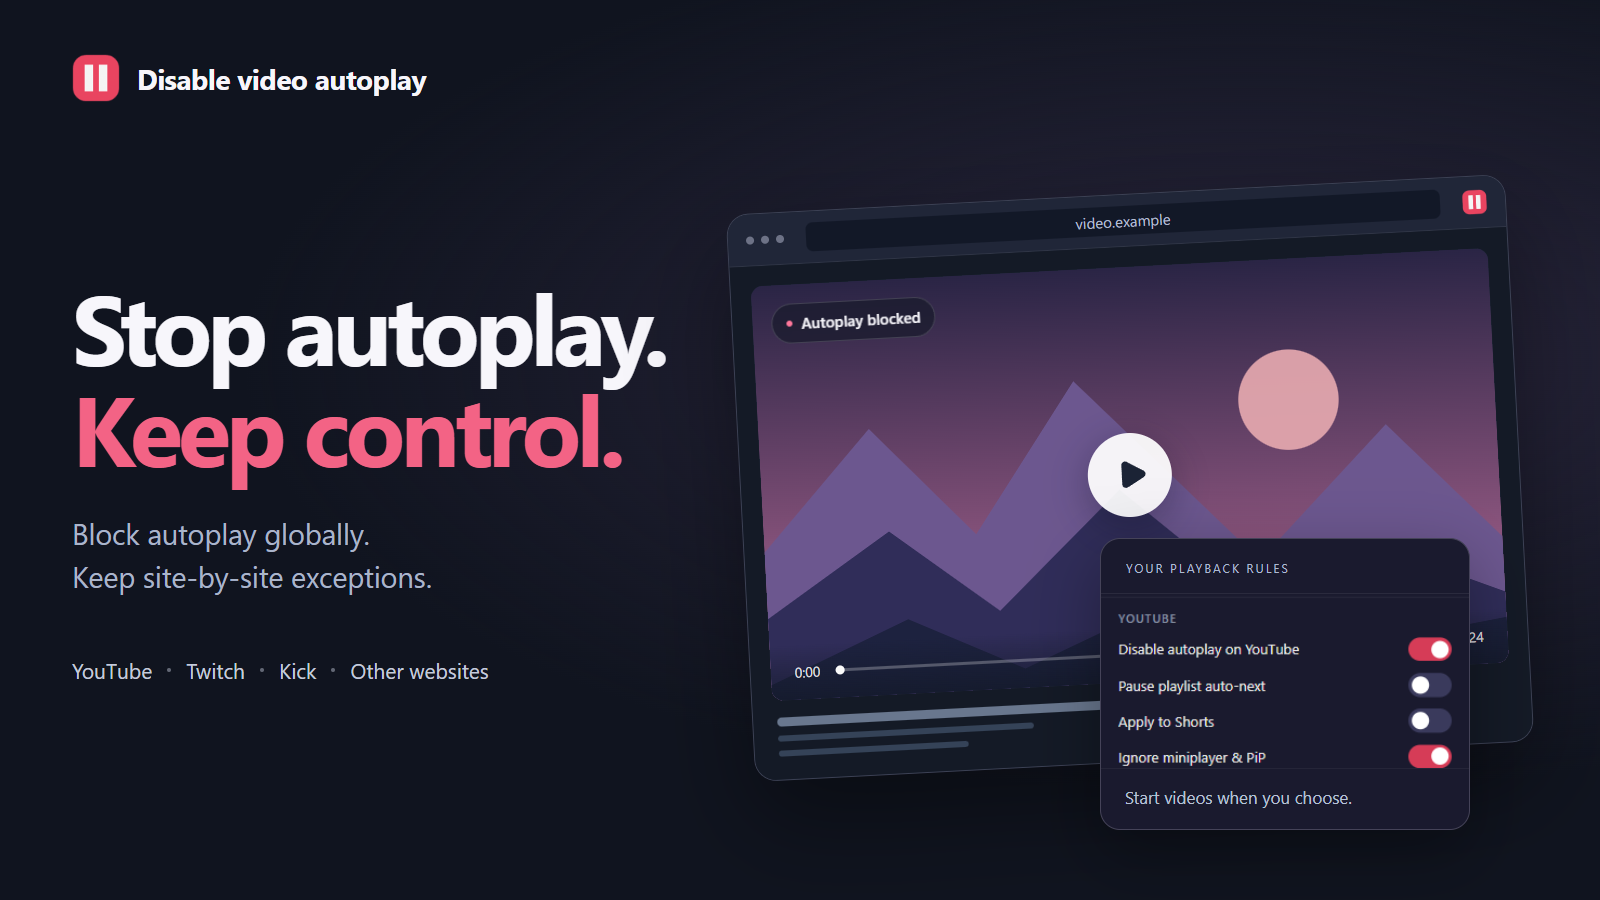 Disable video autoplay
Stop autoplay.
Keep control.
Block autoplay globally.
Keep site-by-site exceptions.
YouTube • Twitch • Kick • Other websites
video.example
Autoplay blocked
0:00
24
YOUR PLAYBACK RULES
YOUTUBE
Disable autoplay on YouTube
Pause playlist auto-next
Apply to Shorts
Ignore miniplayer & PiP
Start videos when you choose.